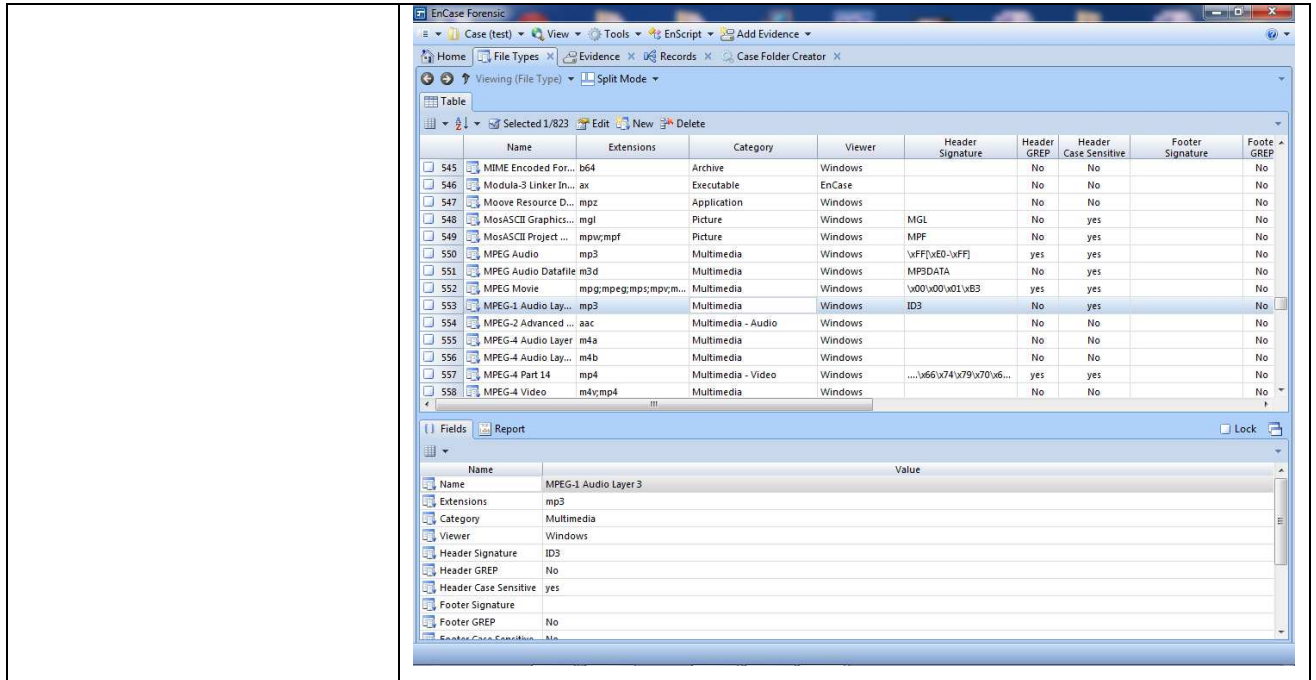 EnCase Forensic
Case (test) View Tools EnScript Add Evidence
Home File Types Evidence Records Case Folder Creator
Viewing (File Type) Split Mode
Table
Selected 1/823 Edit New Delete
Name Extensions Category Viewer Header Signature Header GREP Header Case Sensitive Footer Signature Foote GREP
545 MIME Encoded For... b64 Archive Windows No No No
546 Modula-3 Linker In... ax Executable EnCase No No No
547 Moove Resource D... mpz Application Windows No No No
548 MosASCII Graphics... mgl Picture Windows MGL No yes No
549 MosASCII Project ... mpw;mpf Picture Windows MPF No yes No
550 MPEG Audio mp3 Multimedia Windows \xFF[\xE0-\xFF] yes yes No
551 MPEG Audio Datafile m3d Multimedia Windows MP3DATA No yes No
552 MPEG Movie mpg;mpeg;mps;mpv;m... Multimedia Windows \x00\x00\x01\xB3 yes yes No
553 MPEG-1 Audio Lay... mp3 Multimedia Windows ID3 No yes No
554 MPEG-2 Advanced ... aac Multimedia - Audio Windows No No No
555 MPEG-4 Audio Layer m4a Multimedia Windows No No No
556 MPEG-4 Audio Lay... m4b Multimedia Windows No No No
557 MPEG-4 Part 14 mp4 Multimedia - Video Windows ....\x66\x74\x79\x70\x6... yes yes No
558 MPEG-4 Video m4v;mp4 Multimedia Windows No No No
Fields Report Lock
Name Value
Name MPEG-1 Audio Layer 3
Extensions mp3
Category Multimedia
Viewer Windows
Header Signature ID3
Header GREP No
Header Case Sensitive yes
Footer Signature
Footer GREP No
Footer Case Sensitive No